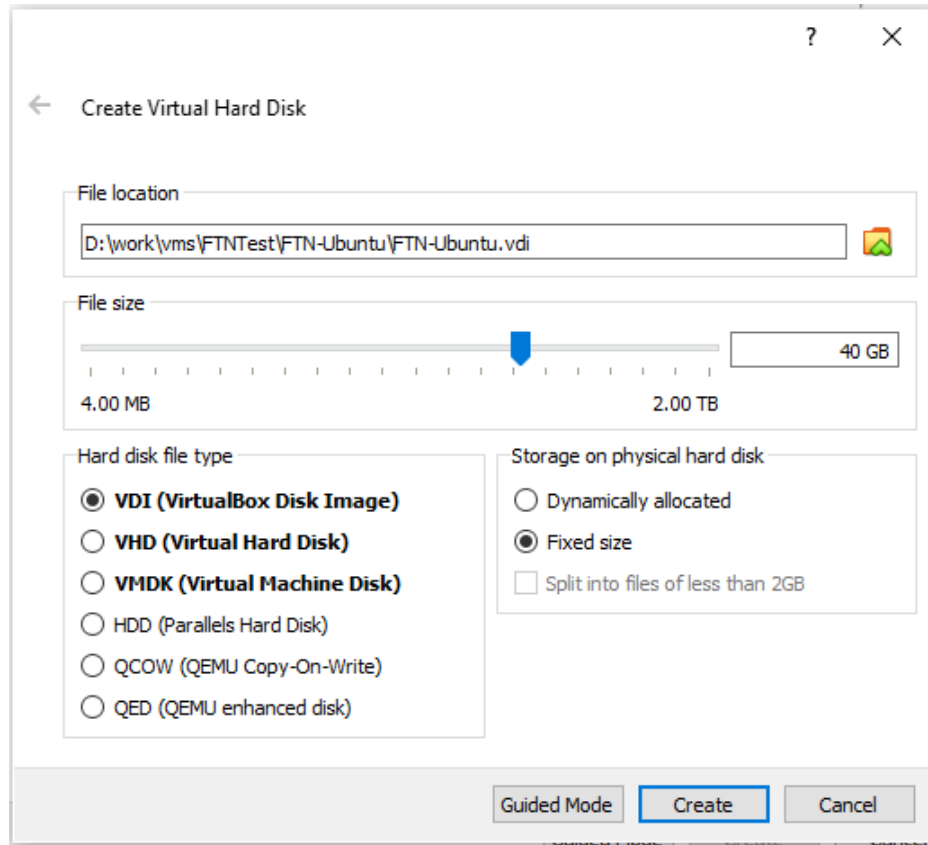 ?
Create Virtual Hard Disk
File location
D:\work\vms\FTNTest\FTN-Ubuntu\FTN-Ubuntu.vdi
File size
40 GB
4.00 MB 2.00 TB
Hard disk file type
VDI (VirtualBox Disk Image)
VHD (Virtual Hard Disk)
VMDK (Virtual Machine Disk)
HDD (Parallels Hard Disk)
QCOW (QEMU Copy-On-Write)
QED (QEMU enhanced disk)
Storage on physical hard disk
Dynamically allocated
Fixed size
Split into files of less than 2GB
Guided Mode Create Cancel